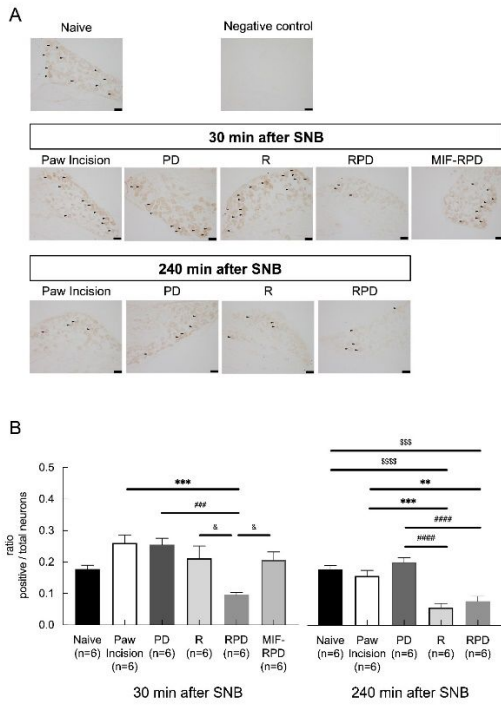 A
Naive
Negative control
30 min after SNB
Paw Incision PD R RPD MIF-RPD
240 min after SNB
Paw Incision PD R RPD
B
ratio
positive / total neurons
0.5
0.4
0.3
0.2
0.1
0.0
***
###
& &
$$$
$$$$
**
***
####
####
Naive (n=6)
Paw Incision (n=6)
PD (n=6)
R (n=6)
RPD (n=6)
MIF-RPD (n=6)
30 min after SNB
Naive (n=6)
Paw Incision (n=6)
PD (n=6)
R (n=6)
RPD (n=6)
240 min after SNB